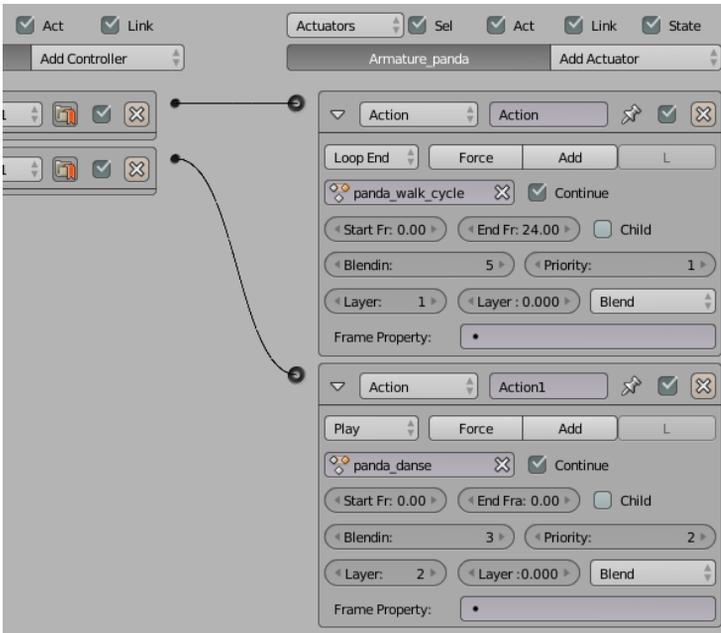 Act Link Actuators Sel Act Link State
Add Controller Armature_panda Add Actuator
1 Action Action
1 Loop End Force Add L
panda_walk_cycle Continue
Start Fr: 0.00 End Fr: 24.00 Child
Blendin: 5 Priority: 1
Layer: 1 Layer : 0.000 Blend
Frame Property:
Action Action1
Play Force Add L
panda_danse Continue
Start Fr: 0.00 End Fra: 0.00 Child
Blendin: 3 Priority: 2
Layer: 2 Layer :0.000 Blend
Frame Property: